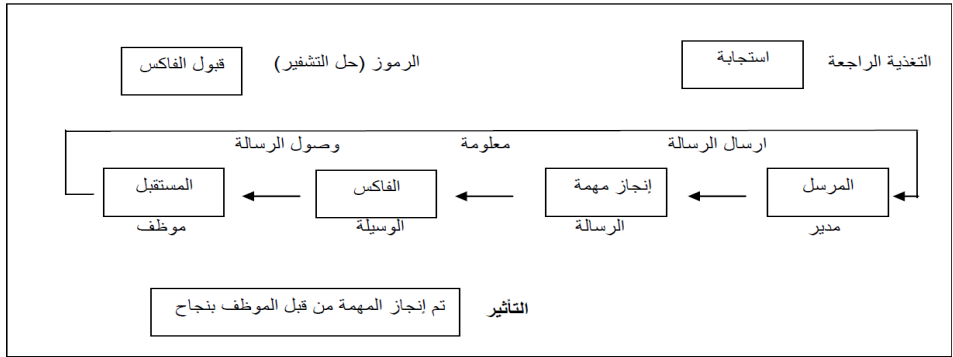 التغذية الراجعة استجابة الرموز (حل التشفير) قبول الفاكس
ارسال الرسالة معلومة وصول الرسالة
المرسل إنجاز مهمة الفاكس المستقبل
مدير الرسالة الوسيلة موظف
التأثير تم إنجاز المهمة من قبل الموظف بنجاح